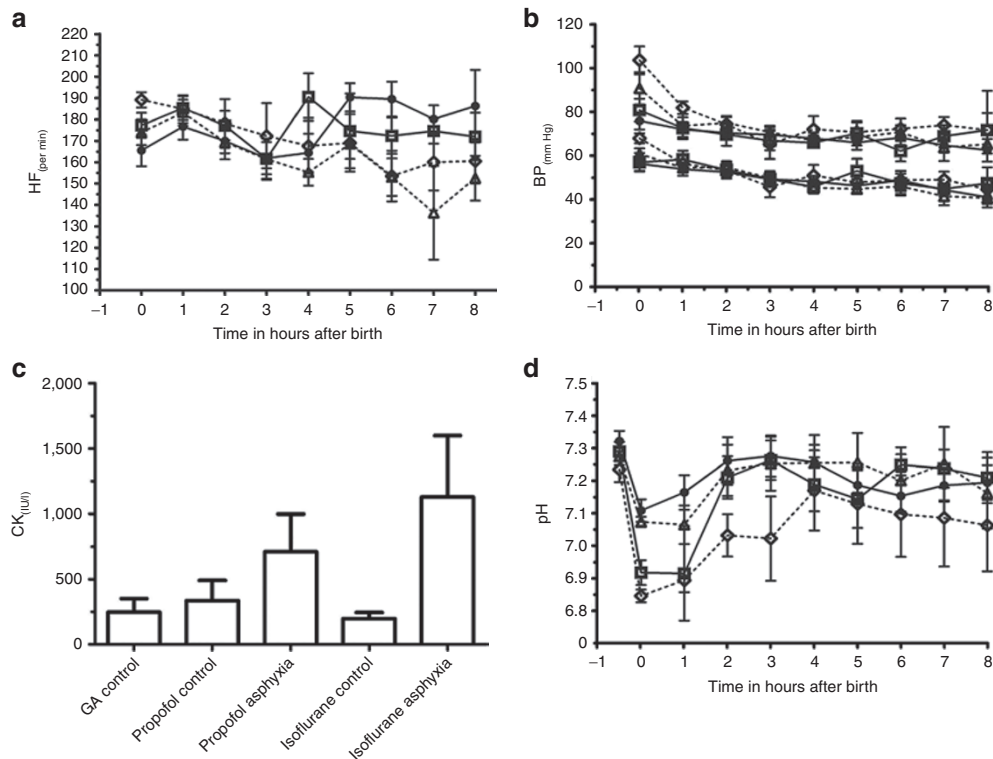 a
220
210
200
190
180
170
160
150
140
130
120
110
100
HF(per min)
–1 0 1 2 3 4 5 6 7 8
Time in hours after birth
b
120
100
80
60
40
20
0
BP(mm Hg)
–1 0 1 2 3 4 5 6 7 8
Time in hours after birth
c
2,000
1,500
1,000
500
0
CK(IU/l)
GA control
Propofol control
Propofol asphyxia
Isoflurane control
Isoflurane asphyxia
d
7.5
7.4
7.3
7.2
7.1
7.0
6.9
6.8
0
pH
–1 0 1 2 3 4 5 6 7 8
Time in hours after birth